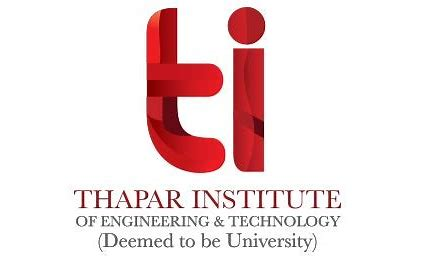 ti
THAPAR INSTITUTE
OF ENGINEERING & TECHNOLOGY
(Deemed to be University)